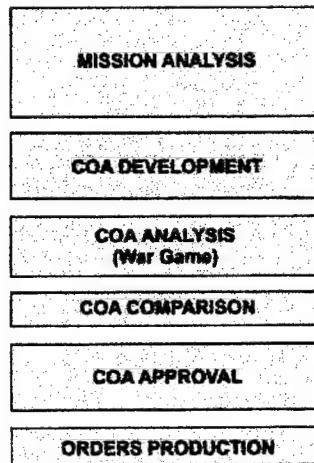 MISSION ANALYSIS
COA DEVELOPMENT
COA ANALYSIS
(War Game)
COA COMPARISON
COA APPROVAL
ORDERS PRODUCTION